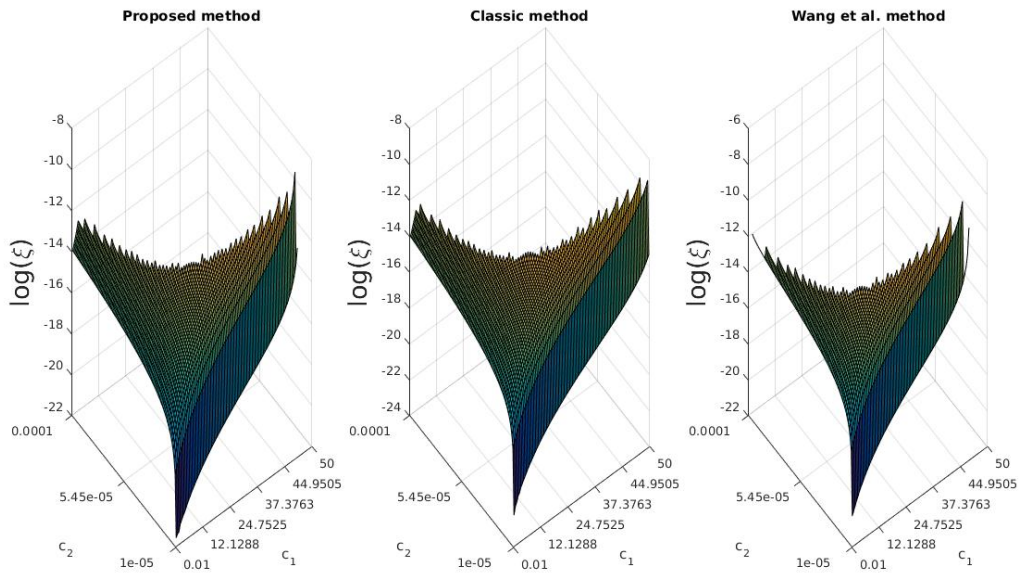 Proposed method
-8
-10
-12
-14
-16
-18
-20
-22
log(ξ)
0.0001
5.45e-05
1e-05
c2
0.01
12.1288
24.7525
37.3763
44.9505
50
c1
Classic method
-8
-10
-12
-14
-16
-18
-20
-22
-24
log(ξ)
0.0001
5.45e-05
1e-05
c2
0.01
12.1288
24.7525
37.3763
44.9505
50
c1
Wang et al. method
-6
-8
-10
-12
-14
-16
-18
-20
-22
log(ξ)
0.0001
5.45e-05
1e-05
c2
0.01
12.1288
24.7525
37.3763
44.9505
50
c1